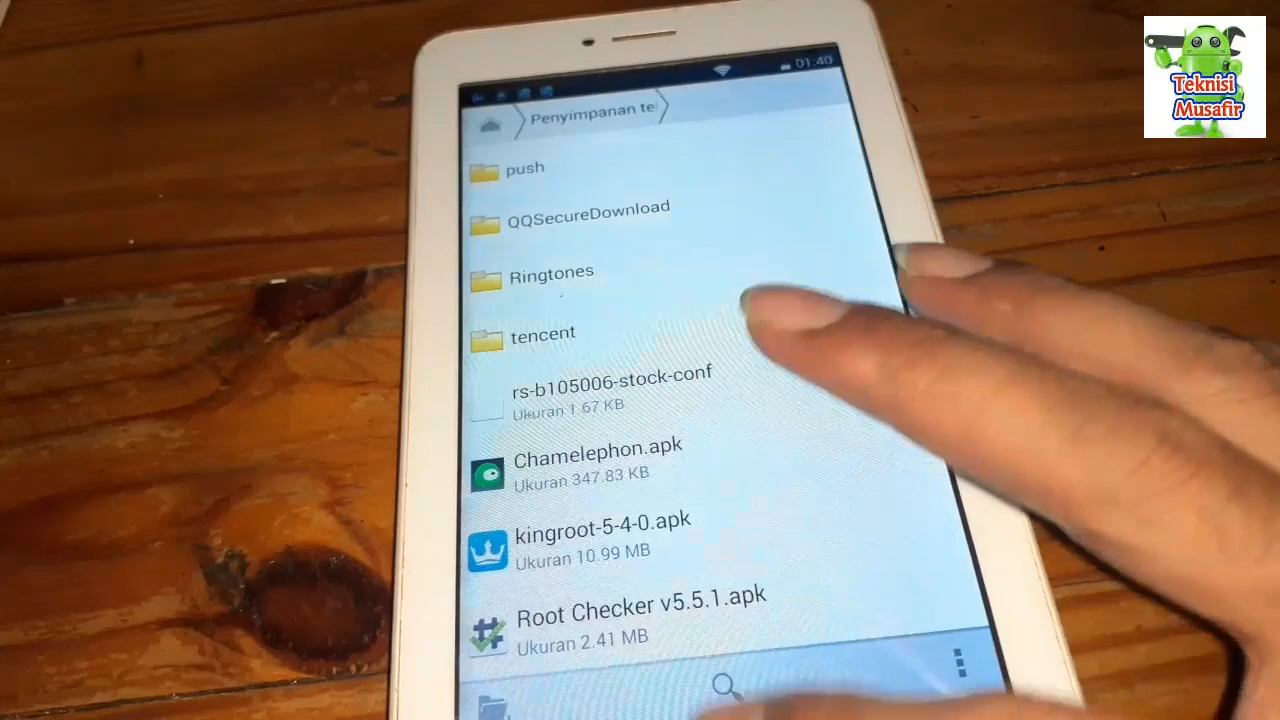 01:40
Penyimpanan te
push
QQSecureDownload
Ringtones
tencent
rs-b105006-stock-conf
Ukuran 1.67 KB
Chamelephon.apk
Ukuran 347.83 KB
kingroot-5-4-0.apk
Ukuran 10.99 MB
Root Checker v5.5.1.apk
Ukuran 2.41 MB
Teknisi
Musafir